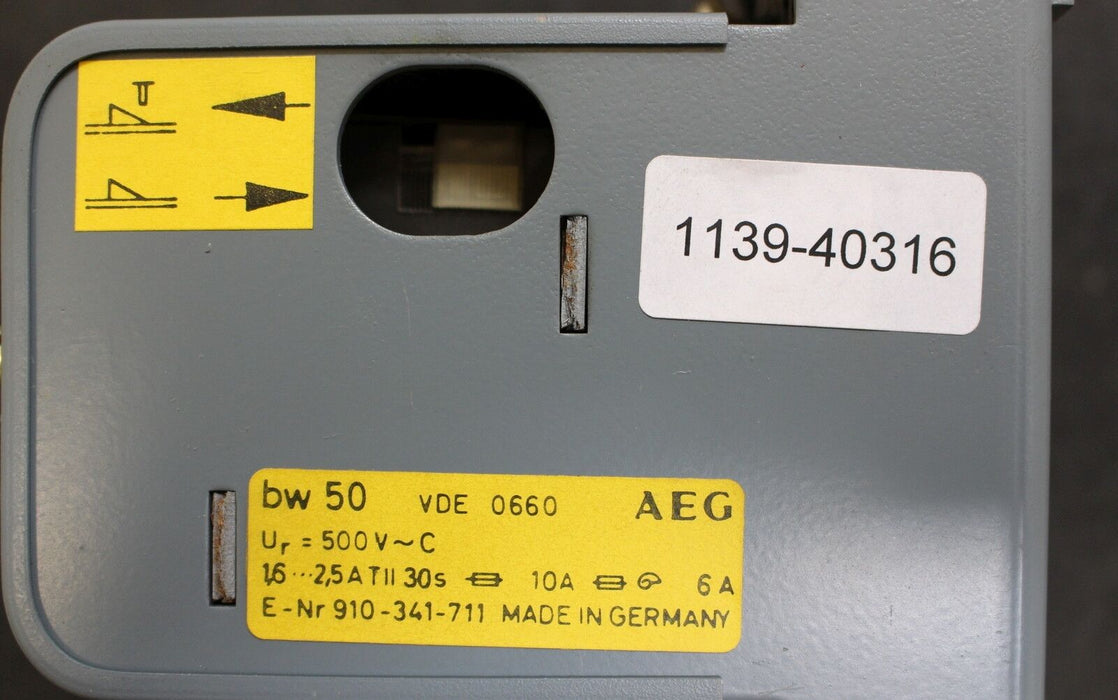 1139-40316
bw 50 VDE 0660 AEG
Ur = 500 V~ C
1,6...2,5 A T II 30s 10A 6 A
E-Nr 910-341-711 MADE IN GERMANY